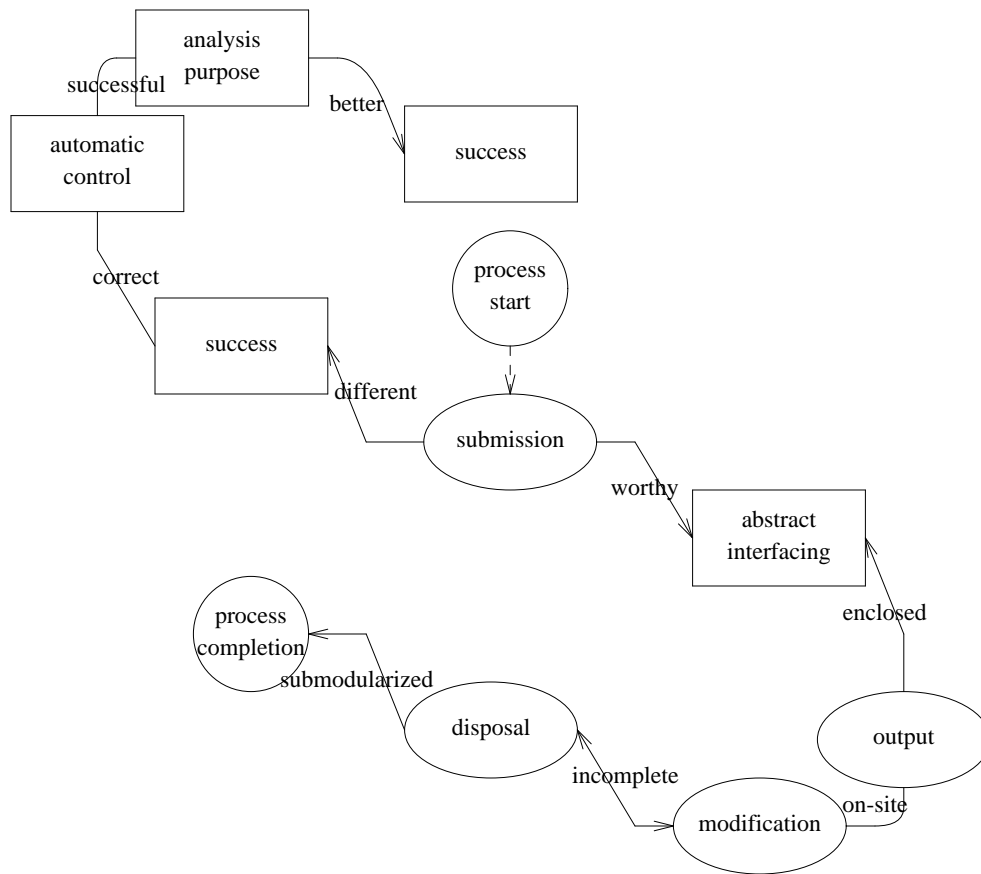 analysis
purpose
successful
better
automatic
control
success
process
start
correct
success
different
submission
worthy
abstract
interfacing
process
completion
enclosed
submodularized
disposal
output
incomplete
on-site
modification